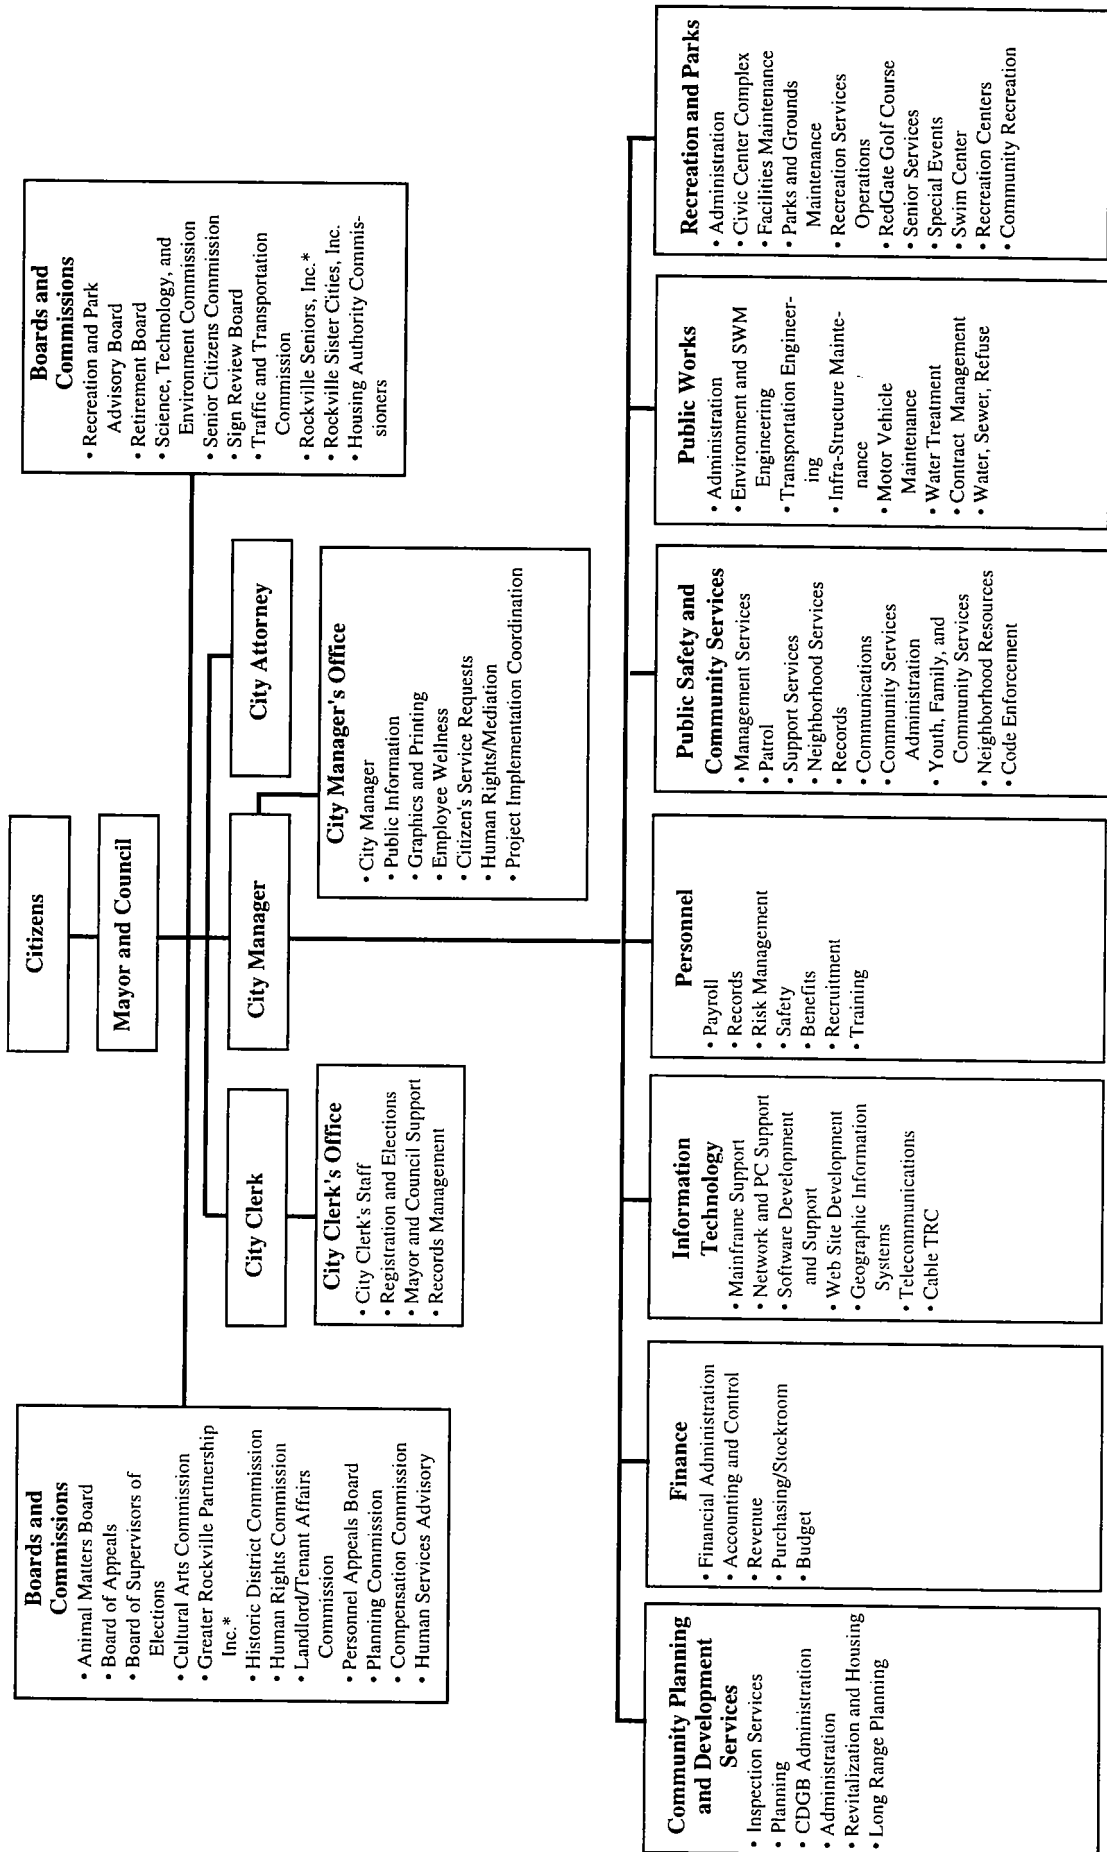 Citizens
Mayor and Council
Boards and
Commissions
• Animal Matters Board
• Board of Appeals
• Board of Supervisors of
Elections
• Cultural Arts Commission
• Greater Rockville Partnership
Inc.*
• Historic District Commission
• Human Rights Commission
• Landlord/Tenant Affairs
Commission
• Personnel Appeals Board
• Planning Commission
• Compensation Commission
• Human Services Advisory
Boards and
Commissions
• Recreation and Park
Advisory Board
• Retirement Board
• Science, Technology, and
Environment Commission
• Senior Citizens Commission
• Sign Review Board
• Traffic and Transportation
Commission
• Rockville Seniors, Inc.*
• Rockville Sister Cities, Inc.
• Housing Authority Commis-
sioners
City Clerk
City Manager
City Attorney
City Clerk's Office
• City Clerk's Staff
• Registration and Elections
• Mayor and Council Support
• Records Management
City Manager's Office
• City Manager
• Public Information
• Graphics and Printing
• Employee Wellness
• Citizen's Service Requests
• Human Rights/Mediation
• Project Implementation Coordination
Community Planning
and Development
Services
• Inspection Services
• Planning
• CDGB Administration
• Administration
• Revitalization and Housing
• Long Range Planning
Finance
• Financial Administration
• Accounting and Control
• Revenue
• Purchasing/Stockroom
• Budget
Information
Technology
• Mainframe Support
• Network and PC Support
• Software Development
and Support
• Web Site Development
• Geographic Information
Systems
• Telecommunications
• Cable TRC
Personnel
• Payroll
• Records
• Risk Management
• Safety
• Benefits
• Recruitment
• Training
Public Safety and
Community Services
• Management Services
• Patrol
• Support Services
• Neighborhood Services
• Records
• Communications
• Community Services
Administration
• Youth, Family, and
Community Services
• Neighborhood Resources
• Code Enforcement
Public Works
• Administration
• Environment and SWM
Engineering
• Transportation Engineer-
ing
• Infra-Structure Mainte-
nance
• Motor Vehicle
Maintenance
• Water Treatment
• Contract Management
• Water, Sewer, Refuse
Recreation and Parks
• Administration
• Civic Center Complex
• Facilities Maintenance
• Parks and Grounds
Maintenance
• Recreation Services
Operations
• RedGate Golf Course
• Senior Services
• Special Events
• Swim Center
• Recreation Centers
• Community Recreation